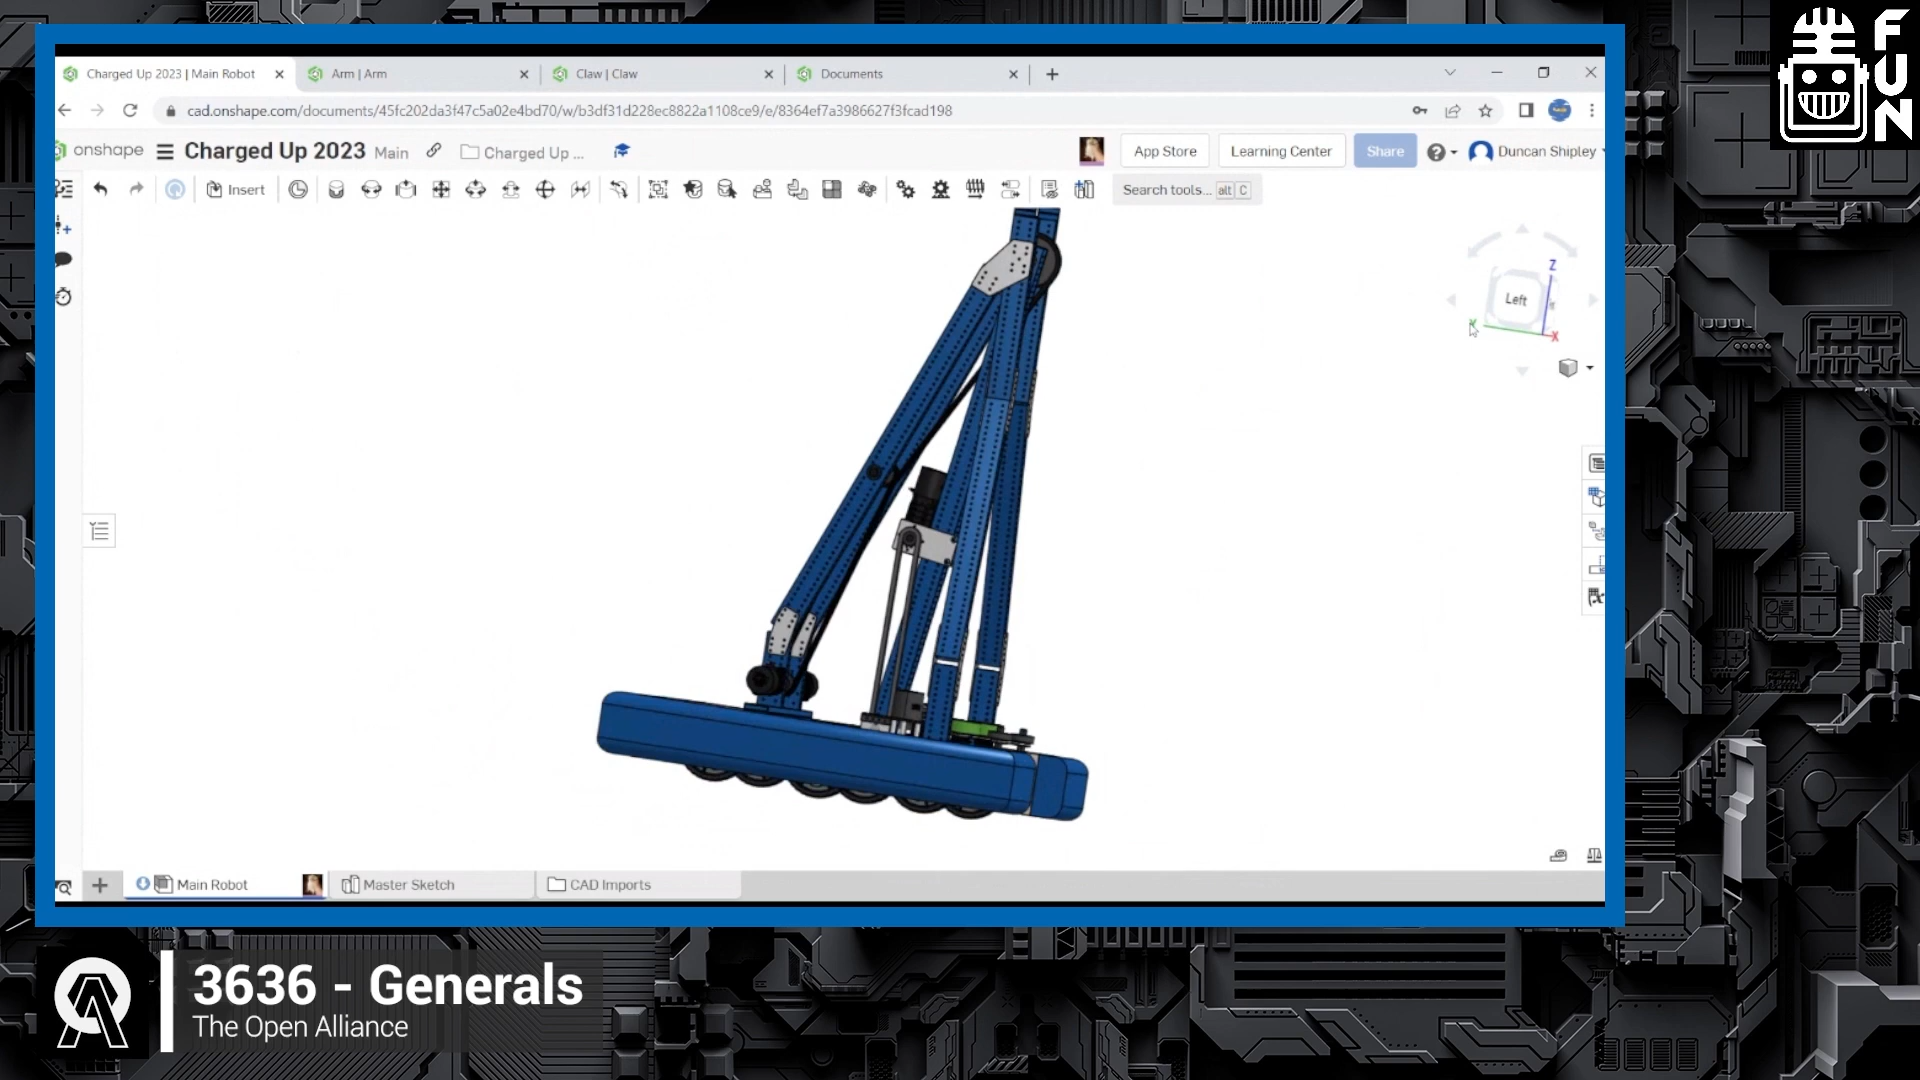 Charged Up 2023 | Main Robot
Arm | Arm
Claw | Claw
Documents
cad.onshape.com/documents/45fc202da3f47c5a02e4bd70/w/b3df31d228ec8822a1108ce9/e/8364ef7a3986627f3fcad198
onshape
Charged Up 2023 Main
Charged Up ...
App Store
Learning Center
Share
Duncan Shipley
Insert
Search tools... alt C
Z
Left
Y
X
Main Robot
Master Sketch
CAD Imports
3636 - Generals
The Open Alliance
FUN